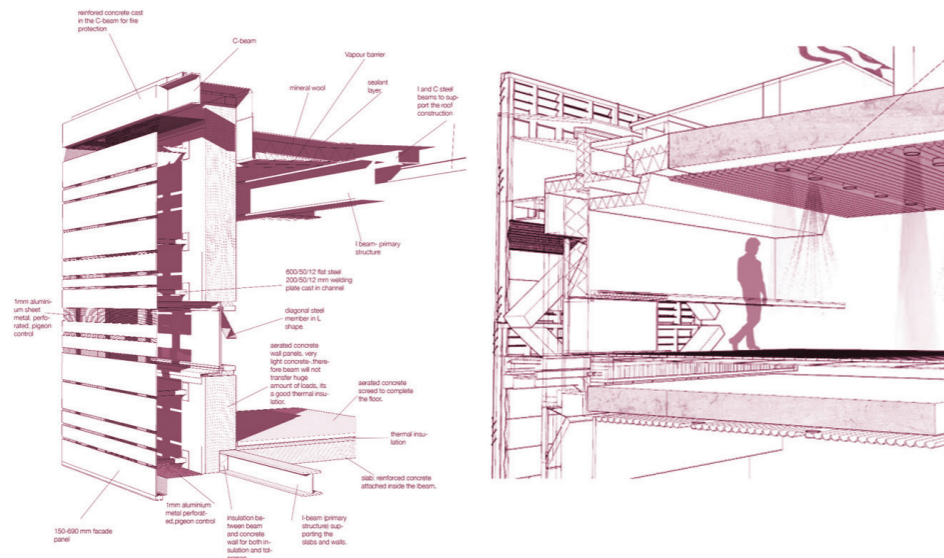 reinfored concrete cast
in the C-beam for fire
protection
C-beam
Vapour barrier
mineral wool
sealant
layer.
I and C steel
beams to sup-
port the roof
construction
I beam- primary
structure
600/50/12 flat steel
200/50/12 mm welding
plate cast in channel
1mm alumin-
ium sheet
metal, perfo-
rated, pigeon
control
diagonal steel
member in L
shape.
aerated concrete
wall panels, very
light concrete-.there-
fore beam will not
transfer huge
amount of loads, its
a good thermal insu-
lation.
aerated concrete
screed to complete
the floor.
thermal insu-
lation
slab: reinforced concrete
attached inside the Ibeam.
150-690 mm facade
panel
1mm aluminium
metal perforat-
ed, pigeon control
insulation be-
tween beam
and concrete
wall for both in-
sulation and tol-
I-beam (primary
structure) sup-
porting the
slabs and walls.